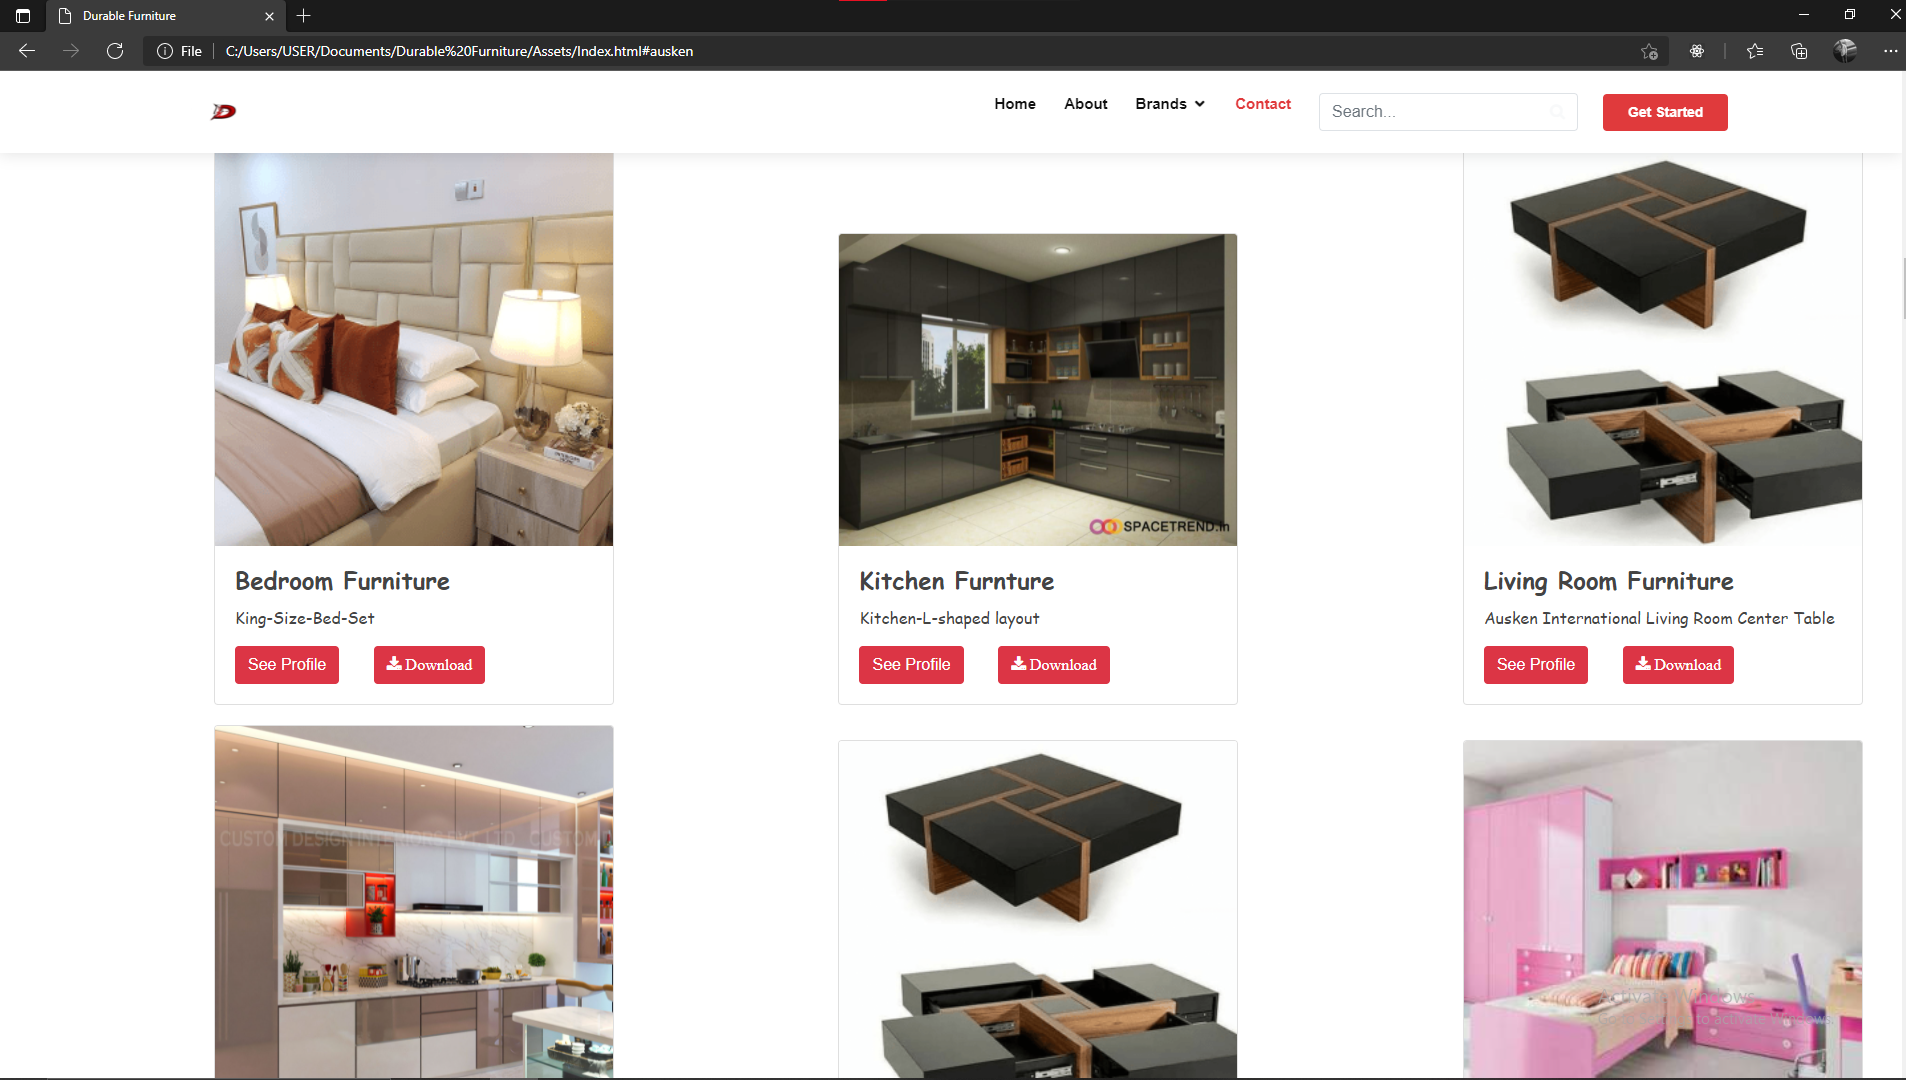 Durable Furniture
File
C:/Users/USER/Documents/Durable%20Furniture/Assets/Index.html#ausken
D
Home
About
Brands
Contact
Search...
Get Started
SPACETREND.in
Bedroom Furniture
Kitchen Furnture
Living Room Furniture
King-Size-Bed-Set
Kitchen-L-shaped layout
Ausken International Living Room Center Table
See Profile
Download
See Profile
Download
See Profile
Download
CUSTOM DESIGN INTERIORS PVT. LTD
CUSTOM
Activate Windows
to activate Windows.